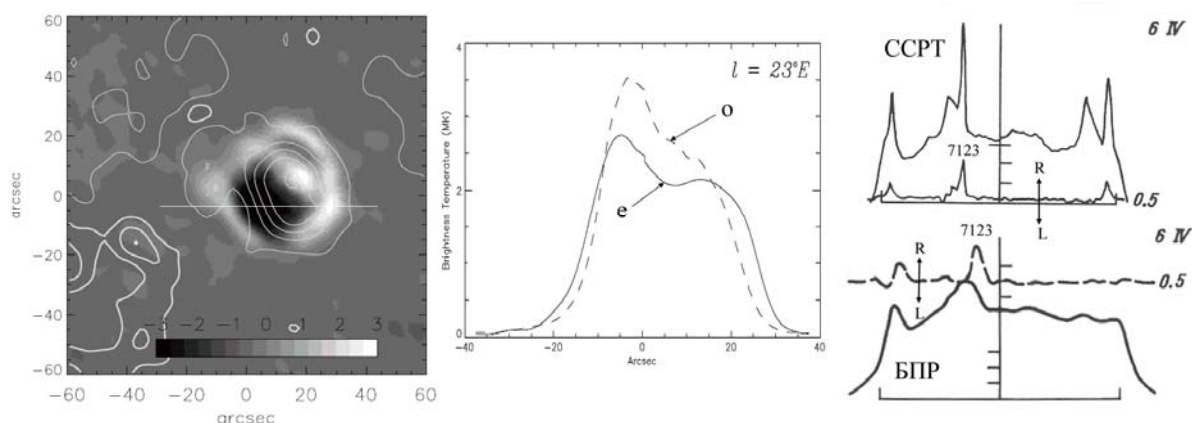 60
40
20
0
−20
−40
−60
arcsec
−3 −2 −1 0 1 2 3
−60 −40 −20 0 20 40 60
arcsec
4
2
0
Brightness Temperature (MK)
l = 23°E
o
e
−40 −20 0 20 40
Arcsec
ССРТ
6 IV
7123
R
L
0.5
6 IV
7123
R
L
0.5
БПР